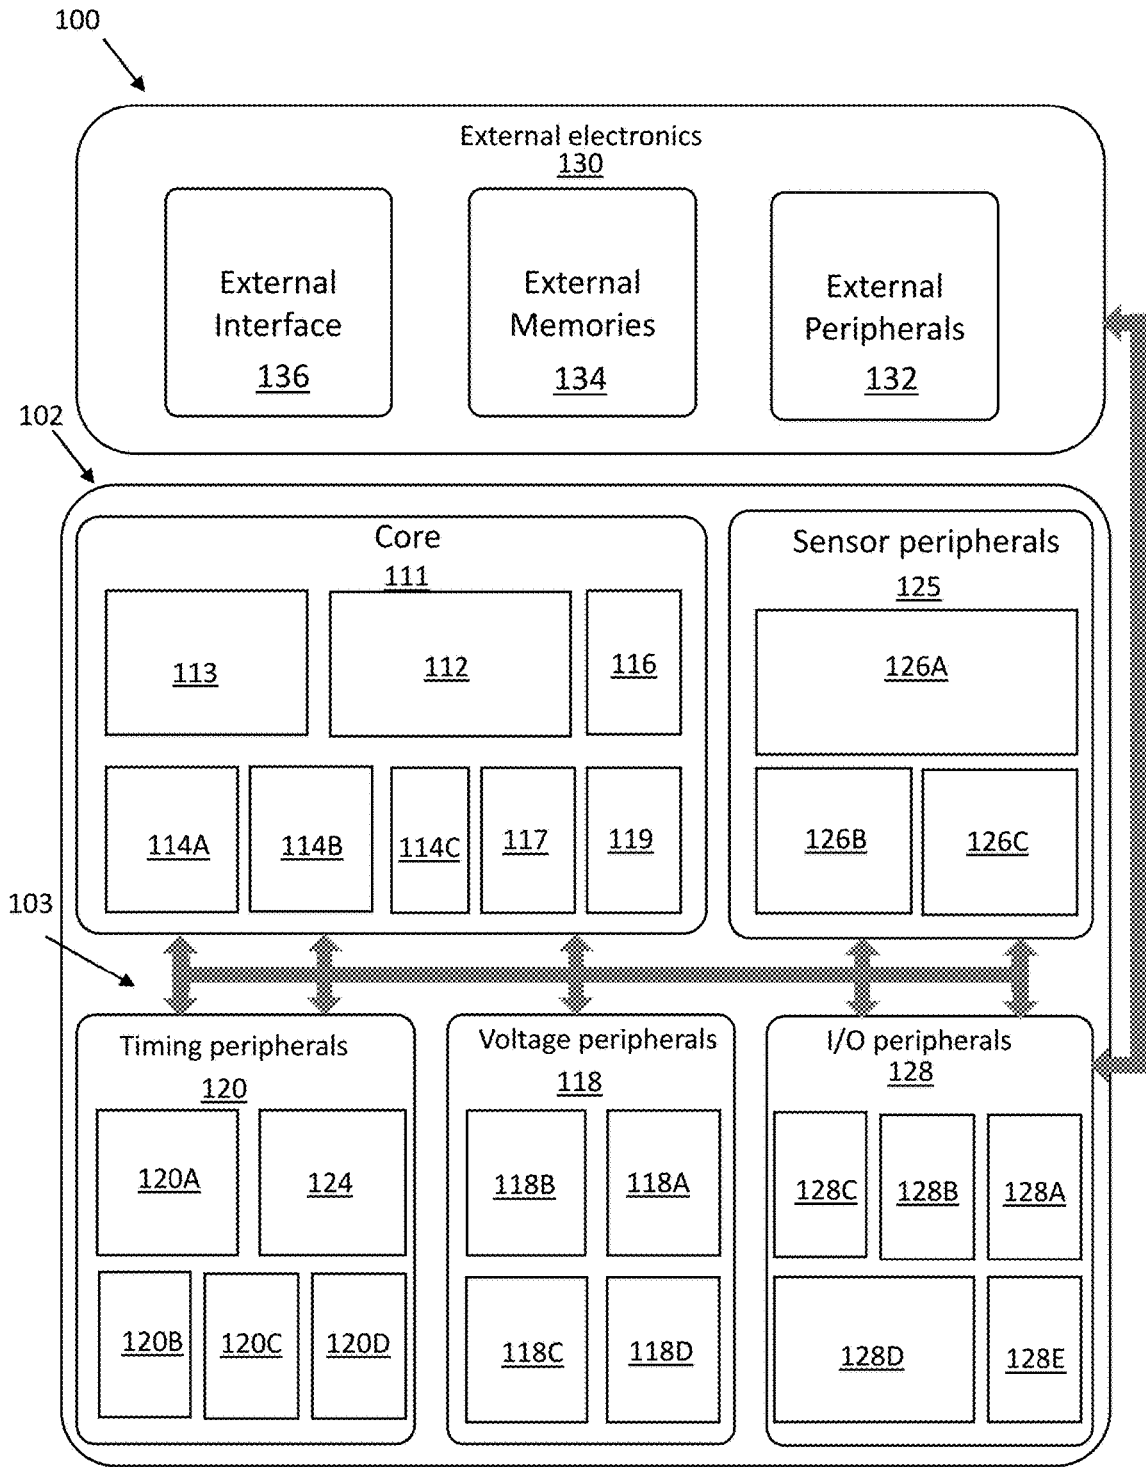 100
External electronics
130
External
Interface
136
External
Memories
134
External
Peripherals
132
102
Core
111
113
112
116
114A
114B
114C
117
119
Sensor peripherals
125
126A
126B
126C
103
Timing peripherals
120
120A
124
120B
120C
120D
Voltage peripherals
118
118B
118A
118C
118D
I/O peripherals
128
128C
128B
128A
128D
128E